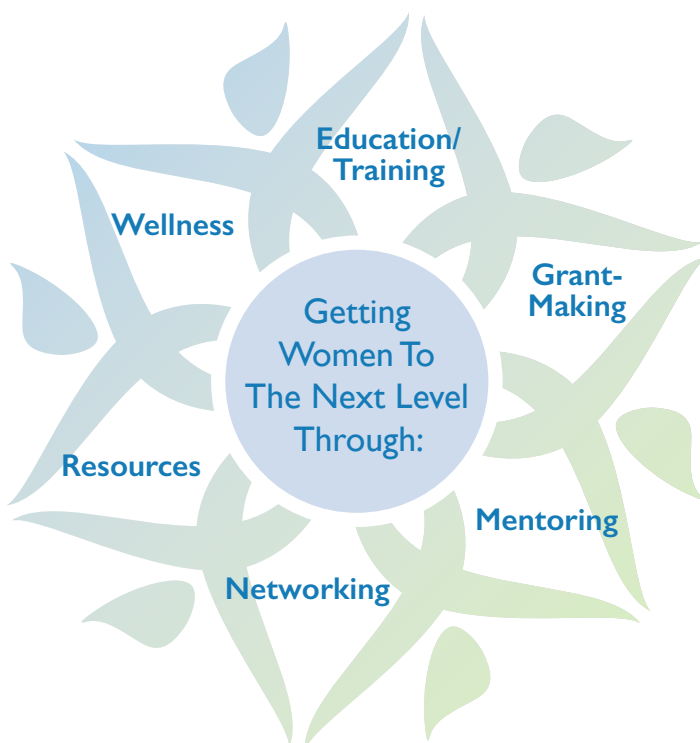 Education/
Training
Wellness
Grant-
Making
Getting
Women To
The Next Level
Through:
Resources
Mentoring
Networking